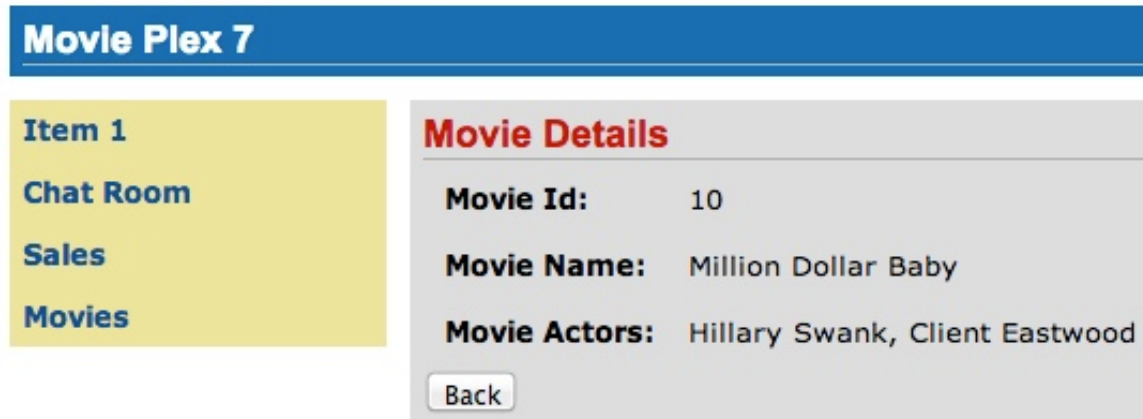 Movie Plex 7
Item 1
Chat Room
Sales
Movies
Movie Details
Movie Id: 10
Movie Name: Million Dollar Baby
Movie Actors: Hillary Swank, Client Eastwood
Back